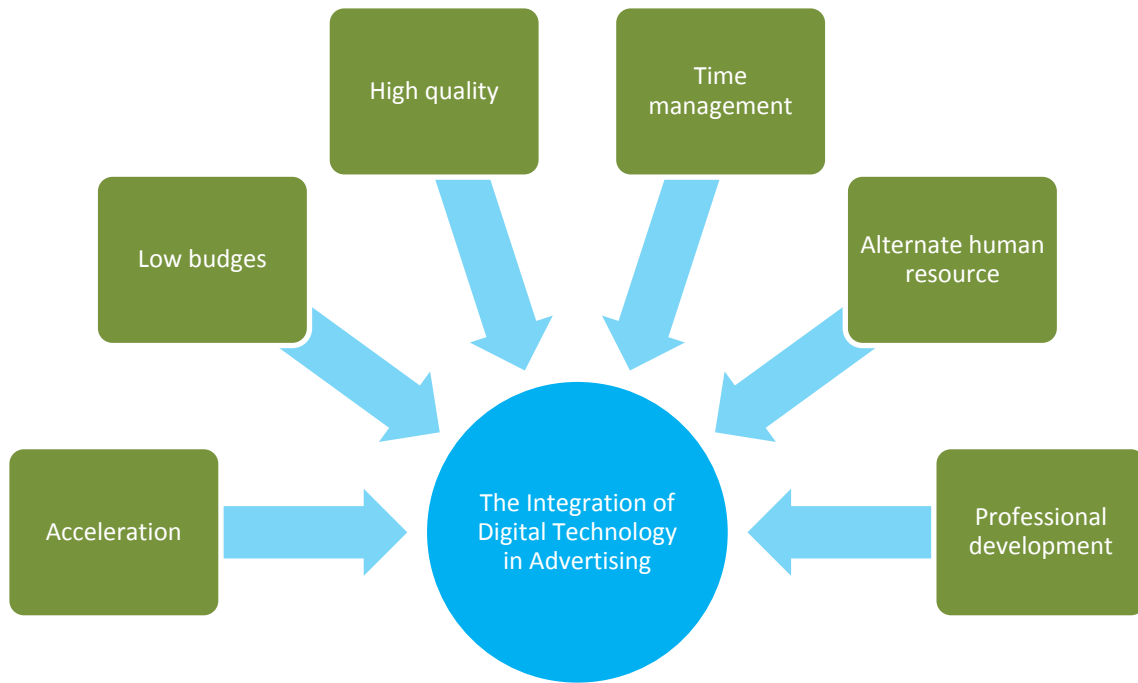 High quality
Time
management
Low budges
Alternate human
resource
Acceleration
The Integration of
Digital Technology
in Advertising
Professional
development